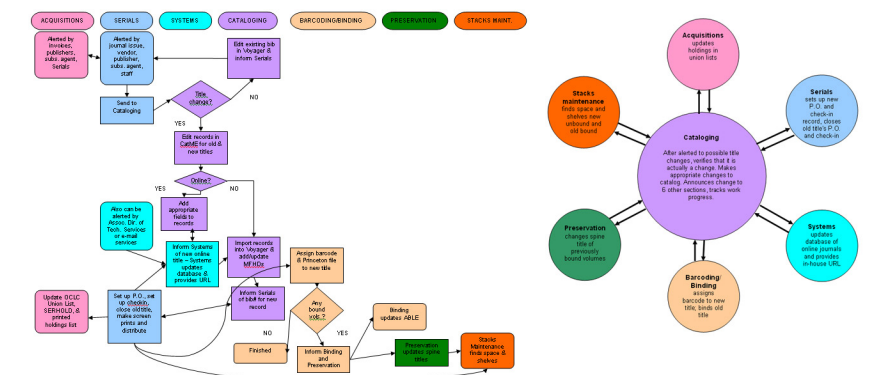 ACQUISITIONS
SERIALS
SYSTEMS
CATALOGING
BARCODING/BINDING
PRESERVATION
STACKS MAINT.
Alerted by
invoices,
publishers,
subs. agent,
Serials
Alerted by
journal issue,
vendor,
publisher,
subs. agent,
staff
Edit existing bib
in Voyager &
inform Serials
Send to
Cataloging
Title
change?
NO
YES
Edit records in
CatME for old &
new titles
Online?
YES
NO
Add
appropriate
fields to
records
Also can be
alerted by
Assoc. Dir. of
Tech. Services
or e-mail
services
Inform Systems
of new online
title – Systems
updates
database &
provides URL
Import records
into Voyager &
add/update
MFHDs
Assign barcode
& Princeton file
to new title
Inform Serials
of bib# for new
record
Update OCLC
Union List,
SERHOLD, &
printed
holdings list
Set up P.O., set
up checkin,
close old title,
make screen
prints and
distribute
Any
bound
vols.?
NO
YES
Binding
updates ABLE
Finished
Inform Binding
and
Preservation
Preservation
updates spine
titles
Stacks
Maintenance
finds space &
shelves
Acquisitions
updates
holdings in
union lists
Stacks
maintenance
finds space and
shelves new
unbound and
old bound
Serials
sets up new
P.O. and
check-in
record, closes
old title's P.O.
and check-in
Cataloging
After alerted to possible title
changes, verifies that it is
actually a change. Makes
appropriate changes to
catalog. Announces change to
6 other sections, tracks work
progress.
Preservation
changes spine
title of
previously
bound volumes
Systems
updates
database of
online journals
and provides
in-house URL
Barcoding/
Binding
assigns
barcode to new
title, binds old
title